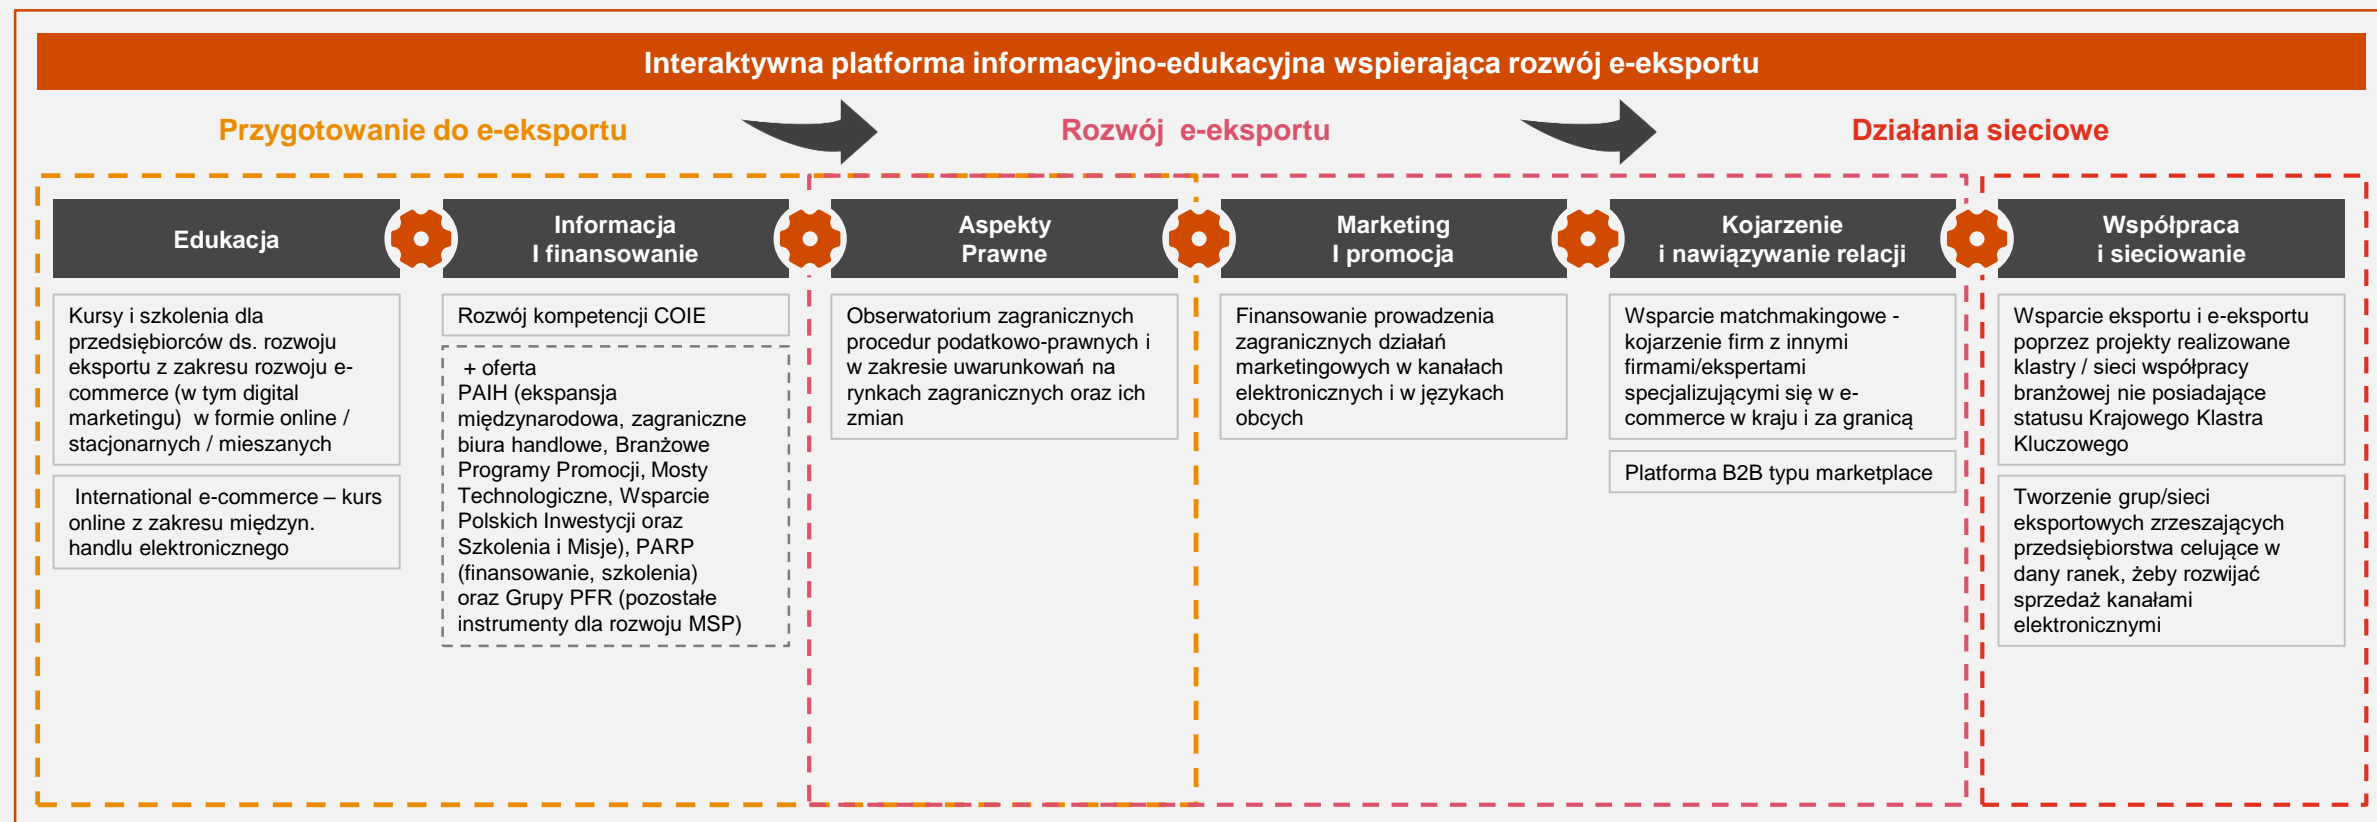 Interaktywna platforma informacyjno-edukacyjna wspierająca rozwój e-eksportu
Przygotowanie do e-eksportu
Rozwój e-eksportu
Działania sieciowe
Edukacja
Kursy i szkolenia dla
przedsiębiorców ds. rozwoju
eksportu z zakresu rozwoju e-
commerce (w tym digital
marketingu) w formie online /
stacjonarnych / mieszanych
International e-commerce – kurs
online z zakresu międzyn.
handlu elektronicznego
Informacja
I finansowanie
Rozwój kompetencji COIE
+ oferta
PAIH (ekspansja
międzynarodowa, zagraniczne
biura handlowe, Branżowe
Programy Promocji, Mosty
Technologiczne, Wsparcie
Polskich Inwestycji oraz
Szkolenia i Misje), PARP
(finansowanie, szkolenia)
oraz Grupy PFR (pozostałe
instrumenty dla rozwoju MSP)
Aspekty
Prawne
Obserwatorium zagranicznych
procedur podatkowo-prawnych i
w zakresie uwarunkowań na
rynkach zagranicznych oraz ich
zmian
Marketing
I promocja
Finansowanie prowadzenia
zagranicznych działań
marketingowych w kanałach
elektronicznych i w językach
obcych
Kojarzenie
i nawiązywanie relacji
Wsparcie matchmakingowe -
kojarzenie firm z innymi
firmami/ekspertami
specjalizującymi się w e-
commerce w kraju i za granicą
Platforma B2B typu marketplace
Współpraca
i sieciowanie
Wsparcie eksportu i e-eksportu
poprzez projekty realizowane
klastry / sieci współpracy
branżowej nie posiadające
statusu Krajowego Klastra
Kluczowego
Tworzenie grup/sieci
eksportowych zrzeszających
przedsiębiorstwa celujące w
dany ranek, żeby rozwijać
sprzedaż kanałami
elektronicznymi